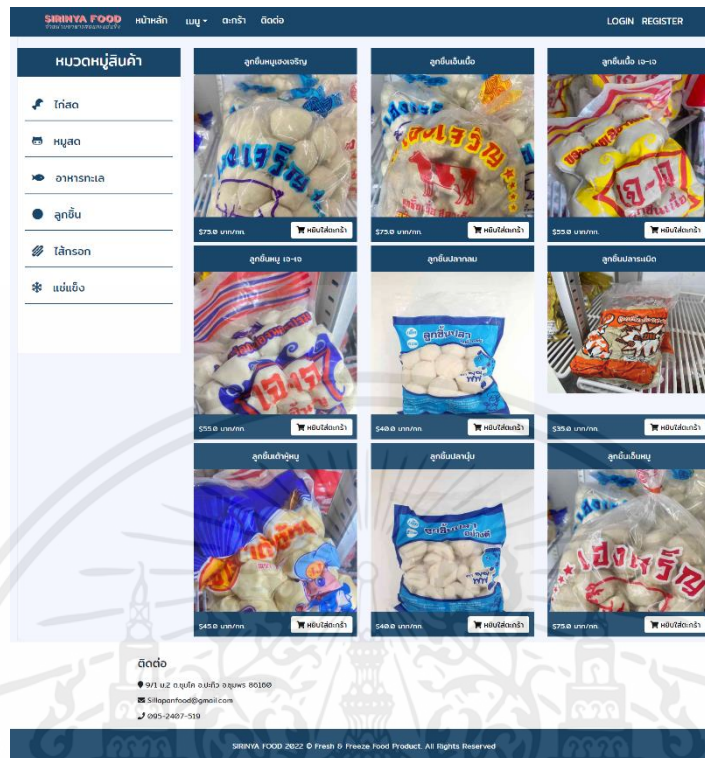 SIRINYA FOOD
หน้าหลัก
เมนู
ตะกร้า
ติดต่อ
LOGIN REGISTER
หมวดหมู่สินค้า
ไก่สด
หมูสด
อาหารทะเล
ลูกชิ้น
ไส้กรอก
แช่แข็ง
ลูกชิ้นหมูเฮงเจริญ
ลูกชิ้นเอ็นเนื้อ
ลูกชิ้นเนื้อ เจ-เจ
เฮงเจริญ
$75.0 บาท/กก.
หยิบใส่ตะกร้า
$75.0 บาท/กก.
หยิบใส่ตะกร้า
$55.0 บาท/กก.
หยิบใส่ตะกร้า
ลูกชิ้นหมู เจ-เจ
ลูกชิ้นปลากลม
ลูกชิ้นปลาระเบิด
ลูกชิ้นปลา
$55.0 บาท/กก.
หยิบใส่ตะกร้า
$40.0 บาท/กก.
หยิบใส่ตะกร้า
$35.0 บาท/กก.
หยิบใส่ตะกร้า
ลูกชิ้นเต้าหู้หมู
ลูกชิ้นปลานุ่ม
ลูกชิ้นเอ็นหมู
$45.0 บาท/กก.
หยิบใส่ตะกร้า
$40.0 บาท/กก.
หยิบใส่ตะกร้า
$75.0 บาท/กก.
หยิบใส่ตะกร้า
ติดต่อ
9/1 ม.2 ต.ชุมโค อ.ปะทิว จ.ชุมพร 86160
Sillapanfood@gmail.com
095-2407-519
SIRINYA FOOD 2022 © Fresh & Freeze Food Product. All Rights Reserved